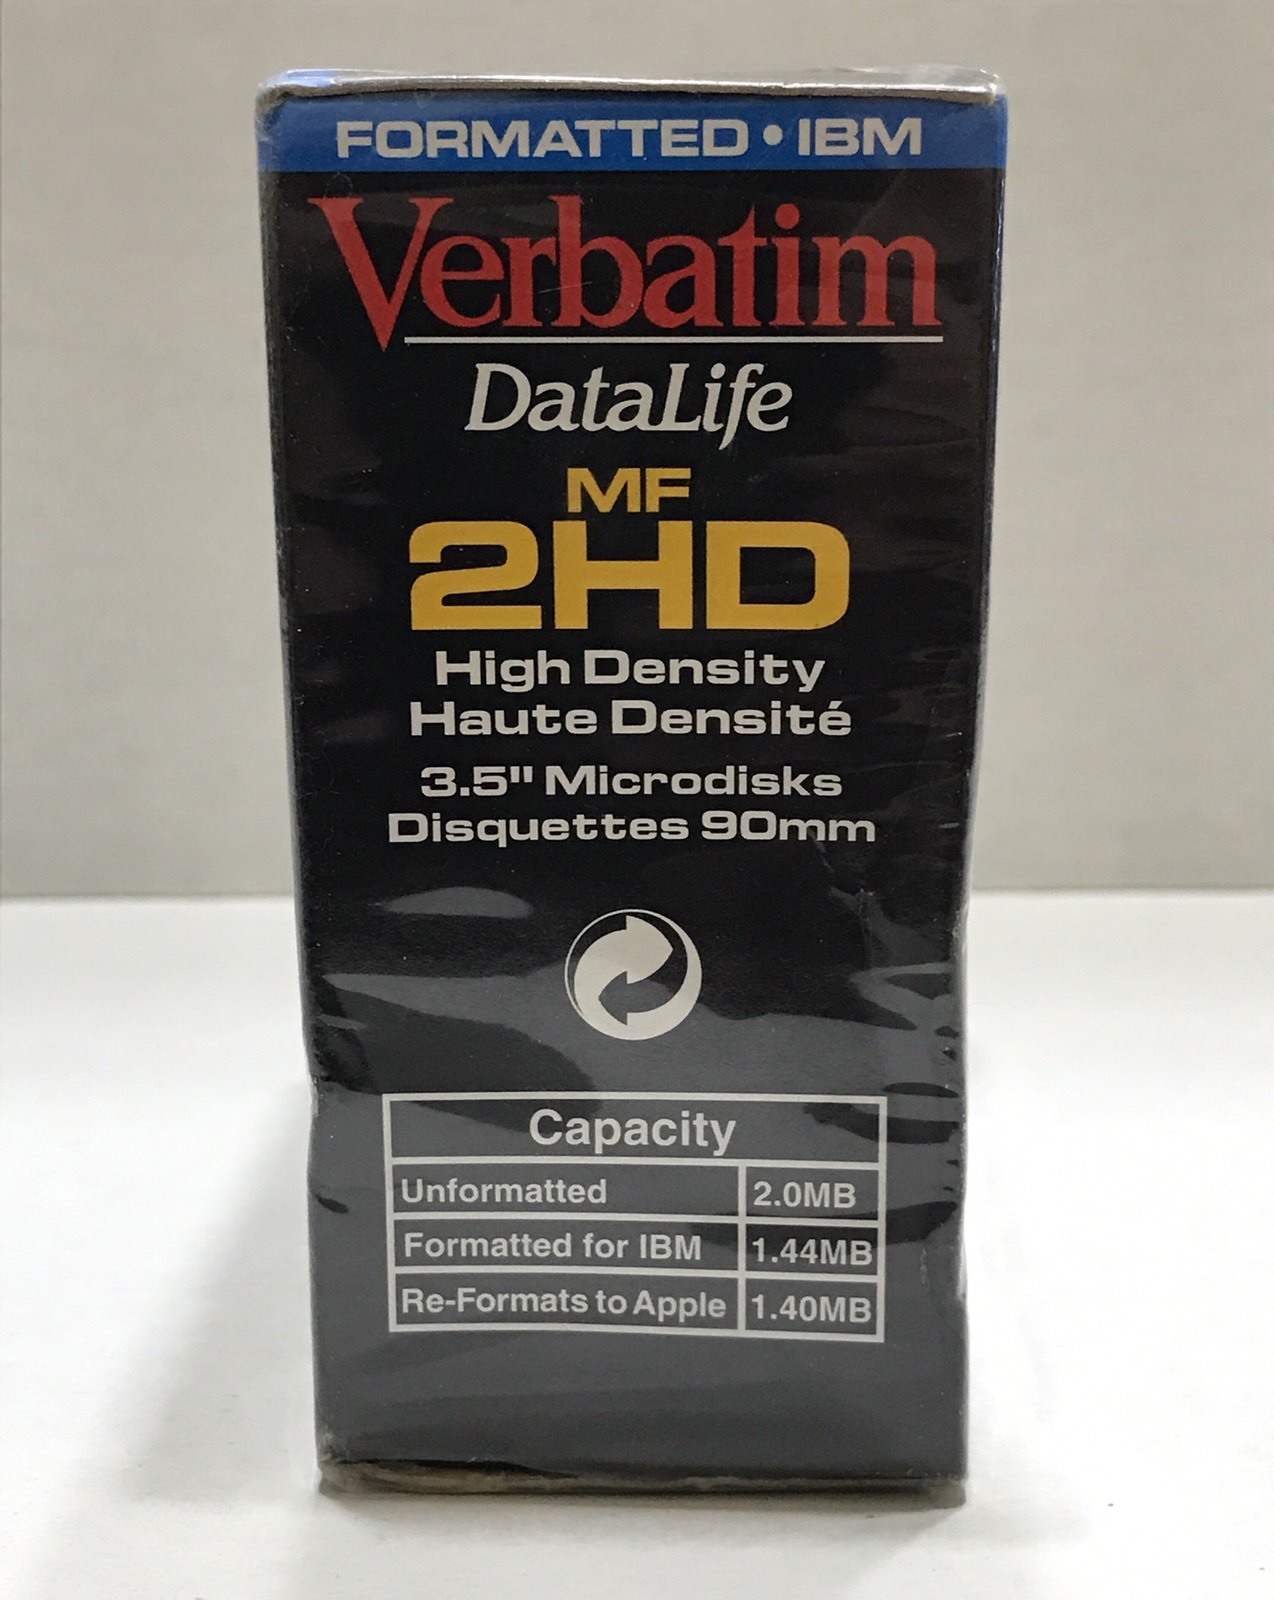 FORMATTED • IBM
Verbatim
DataLife
MF
2HD
High Density
Haute Densité
3.5" Microdisks
Disquettes 90mm
Capacity
Unformatted 2.0MB
Formatted for IBM 1.44MB
Re-Formats to Apple 1.40MB